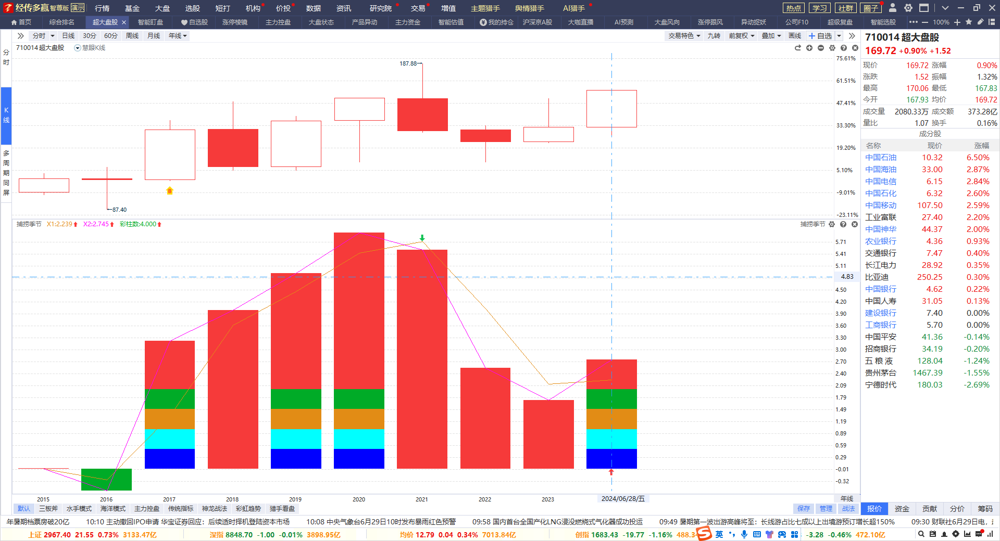 经传多赢 智尊版 演示 行情 基金 大盘 选股 短打 机构 价投 数据 资讯 研究院 交易 增值 主题猎手 舆情猎手 AI猎手 热点 学习 社群 圈子
首页 综合排名 超大盘股 × 智能盯盘 自选股 涨停棱镜 主力控盘 大盘状态 产品异动 主力资金 智能估值 我的持仓 沪深京A股 大咖直播 AI预测 大盘风向 涨停跟风 异动捉妖 公司F10 超级复盘 智能选股 100%
分时 日线 30分 60分 周线 月线 年线 交易特色 九转 前复权 叠加 画线 自选
710014 超大盘股 慧眼K线
分时
K线
多周期同屏
187.88
87.40
B
75.61%
61.51%
47.41%
33.30%
19.20%
5.10%
-9.01%
-23.11%
捕捞季节 X1:2.239 X2:2.745 彩柱数:4.000 捕捞季节
5.71
5.41
5.11
4.83
4.50
4.20
3.90
3.60
3.30
3.00
2.70
2.40
2.09
1.79
1.49
1.19
0.89
0.59
0.29
-0.01
-0.32
2015 2016 2017 2018 2019 2020 2021 2022 2023 2024/06/28/五 年线
默认 三板斧 水手模式 海洋模式 主力控盘 传统指标 神龙战法 彩虹趋势 猎手看盘 保存 管理 战法
710014 超大盘股
169.72 +0.90% +1.52
现价 169.72 涨幅 0.90%
涨跌 1.52 振幅 1.32%
最高 170.06 最低 167.83
今开 167.93 均价 169.72
成交量 2080.33万 成交额 373.28亿
量比 1.07 换手 0.16%
成分股
名称 现价 涨幅
中国石油 10.32 6.50%
中国海油 33.00 2.87%
中国电信 6.15 2.84%
中国石化 6.32 2.60%
中国移动 107.50 2.59%
工业富联 27.40 2.20%
中国神华 44.37 2.00%
农业银行 4.36 0.93%
交通银行 7.47 0.40%
长江电力 28.92 0.35%
比亚迪 250.25 0.30%
中国银行 4.62 0.22%
中国人寿 31.05 0.13%
建设银行 7.40 0.00%
工商银行 5.70 0.00%
中国平安 41.36 -0.14%
招商银行 34.19 -0.20%
五 粮 液 128.04 -1.24%
贵州茅台 1467.39 -1.55%
宁德时代 180.03 -2.69%
报价 资金 贡献 分价 筹码
年暑期档票房破20亿 10:10 主动撤回IPO申请 华宝证券回应：后续适时择机登陆资本市场 10:08 中央气象台6月29日10时发布暴雨红色预警 09:58 国内首台全国产化LNG浸没燃烧式气化器成功投运 09:49 暑期第一波出游高峰将至：长线游占比七成以上出境游预订增长超150% 09:30 财联社6月29日电，
上证 2967.40 21.55 0.73% 3133.47亿 深指 8848.70 -1.00 -0.01% 3898.95亿 均价 12.79 0.04 0.34% 7013.84亿 创指 1683.43 -19.77 -1.16% 488.34 英 -3.28 -0.46% 472.10亿